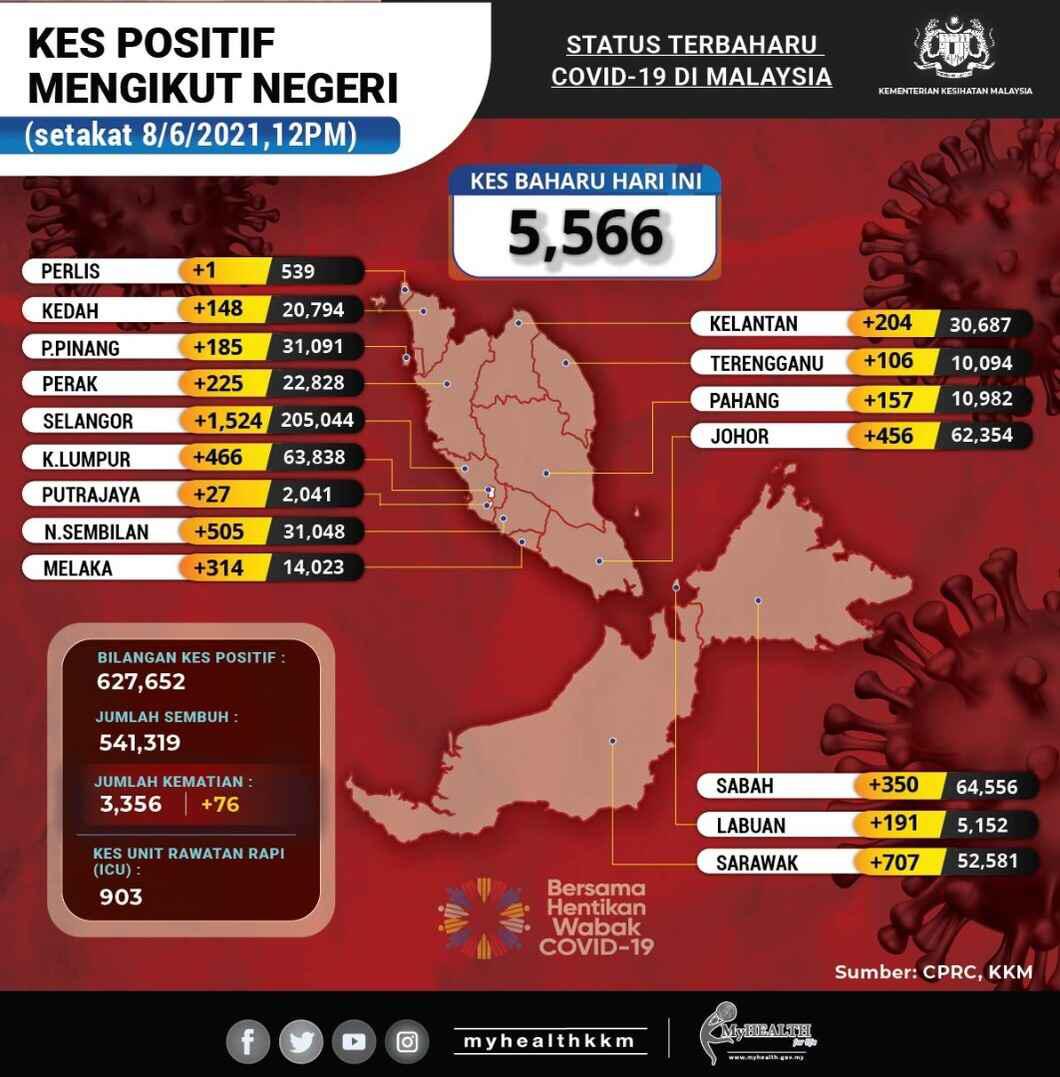 KES POSITIF
MENGIKUT NEGERI
(setakat 8/6/2021,12PM)
STATUS TERBAHARU
COVID-19 DI MALAYSIA
KEMENTERIAN KESIHATAN MALAYSIA
KES BAHARU HARI INI
5,566
PERLIS +1 539
KEDAH +148 20,794
P.PINANG +185 31,091
PERAK +225 22,828
SELANGOR +1,524 205,044
K.LUMPUR +466 63,838
PUTRAJAYA +27 2,041
N.SEMBILAN +505 31,048
MELAKA +314 14,023
KELANTAN +204 30,687
TERENGGANU +106 10,094
PAHANG +157 10,982
JOHOR +456 62,354
BILANGAN KES POSITIF :
627,652
JUMLAH SEMBUH :
541,319
JUMLAH KEMATIAN :
3,356 | +76
KES UNIT RAWATAN RAPI
(ICU) :
903
SABAH +350 64,556
LABUAN +191 5,152
SARAWAK +707 52,581
Bersama
Hentikan
Wabak
COVID-19
Sumber: CPRC, KKM
myhealthkkm
MyHEALTH
for life
www.myhealth.gov.my